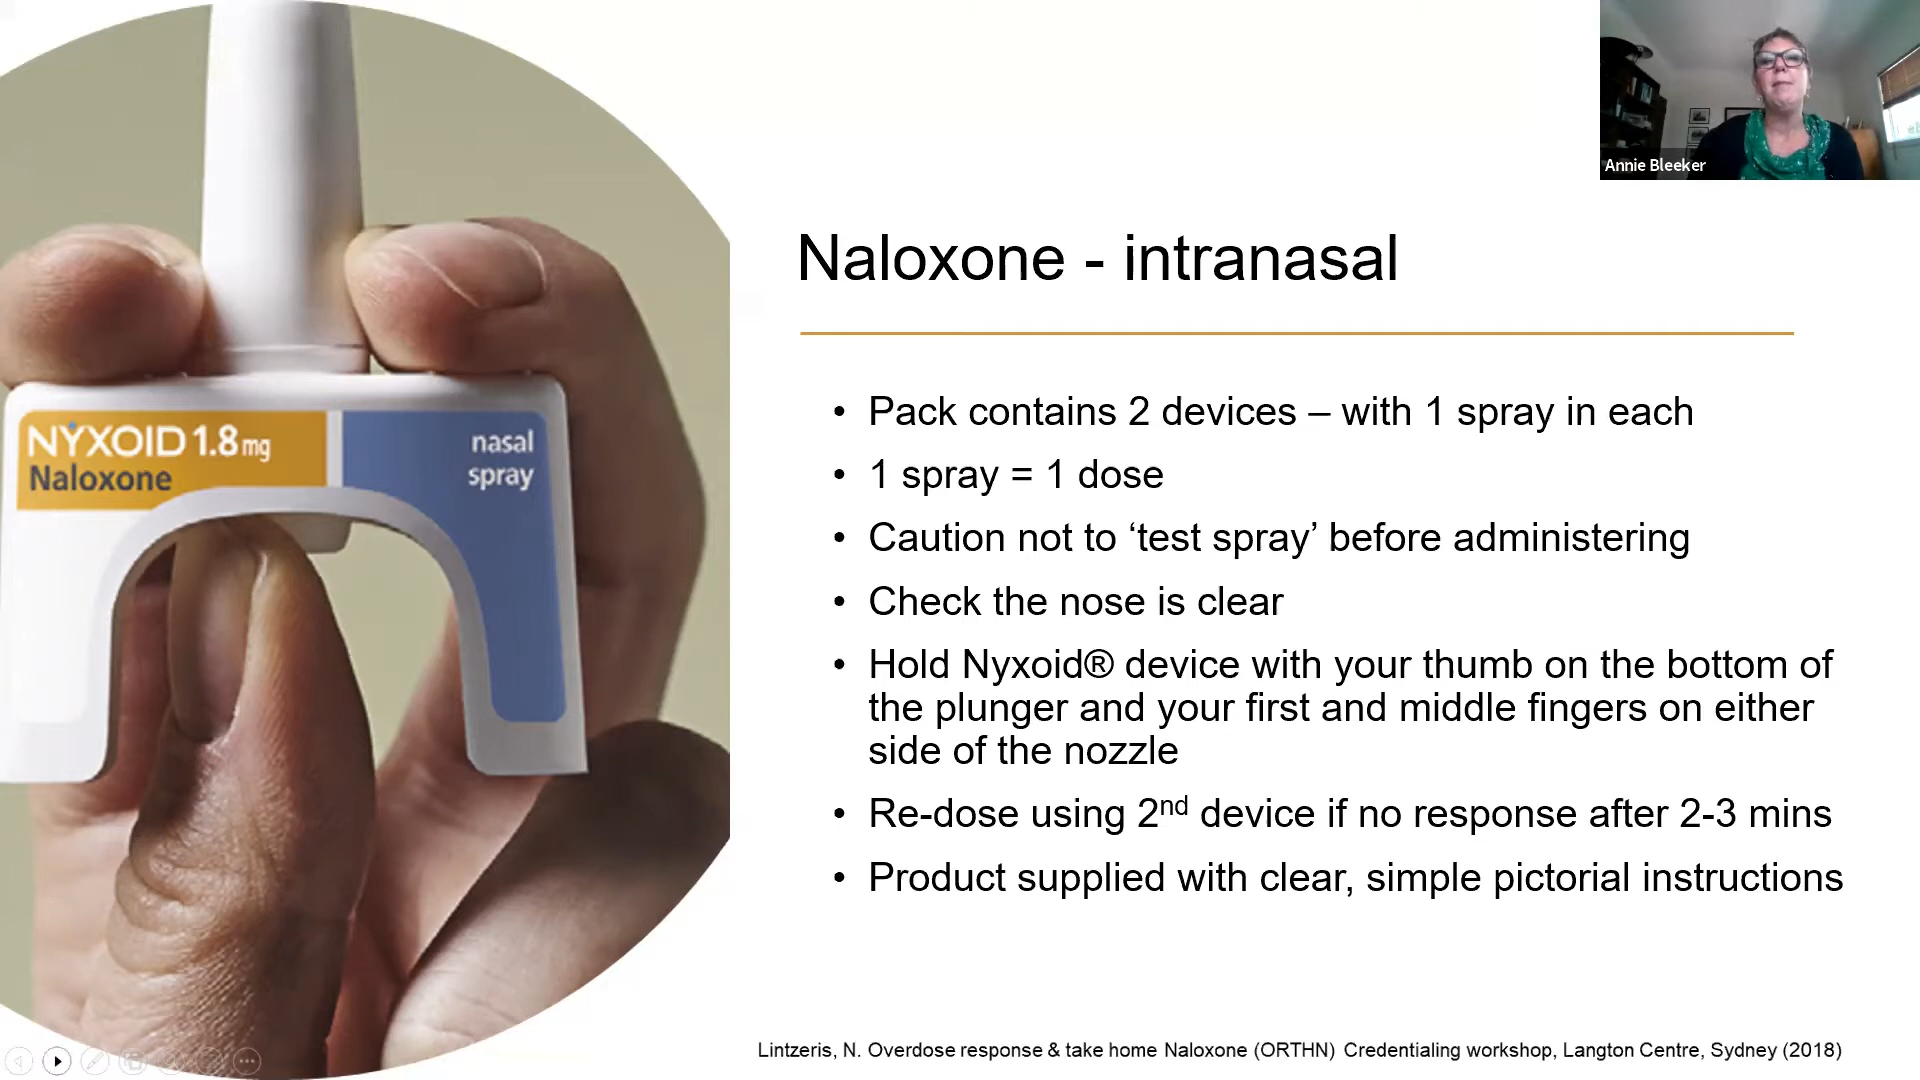 Annie Bleeker
Naloxone - intranasal
NYXOID 1.8mg
Naloxone
nasal
spray
• Pack contains 2 devices – with 1 spray in each
• 1 spray = 1 dose
• Caution not to ‘test spray’ before administering
• Check the nose is clear
• Hold Nyxoid® device with your thumb on the bottom of
the plunger and your first and middle fingers on either
side of the nozzle
• Re-dose using 2nd device if no response after 2-3 mins
• Product supplied with clear, simple pictorial instructions
Lintzeris, N. Overdose response & take home Naloxone (ORTHN) Credentialing workshop, Langton Centre, Sydney (2018)